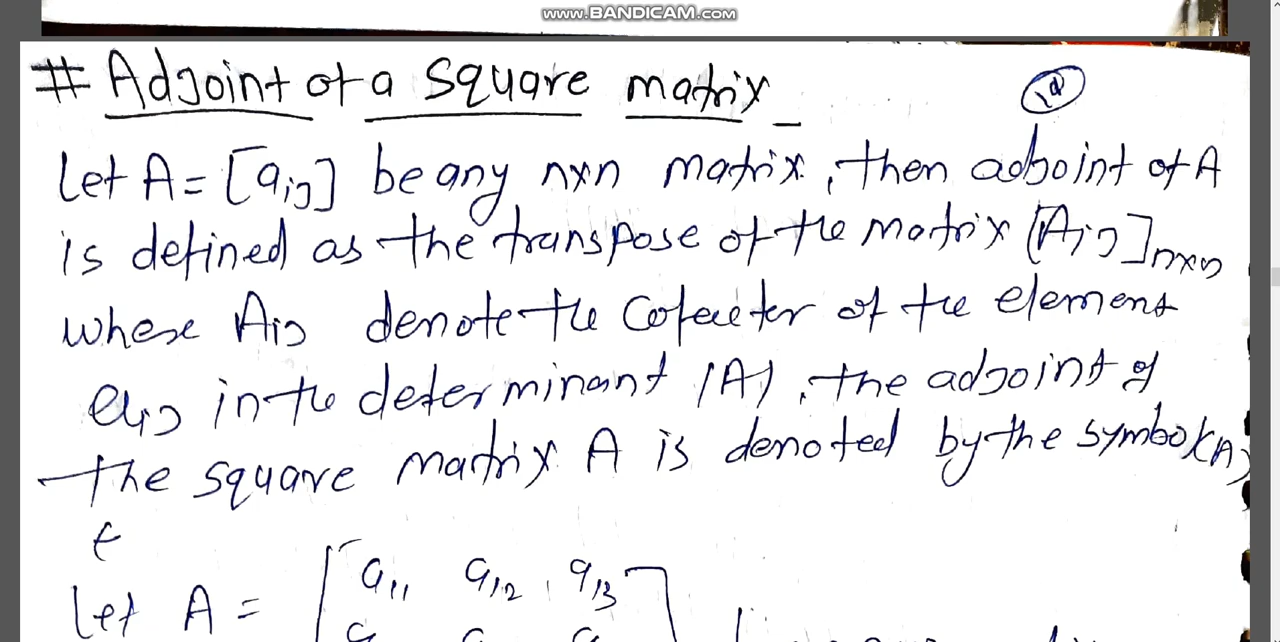 www.BANDICAM.com
# Adjoint of a Square matrix
Let A = [aij] be any nxn matrix, then adjoint of A
is defined as the transpose of the matrix [Aij]nxn
where Aij denote the Cofactor of the element
aij in the determinant |A|, the adjoint of
the square matrix A is denoted by the symbol (A)
Let A = [a11 a12, a13]